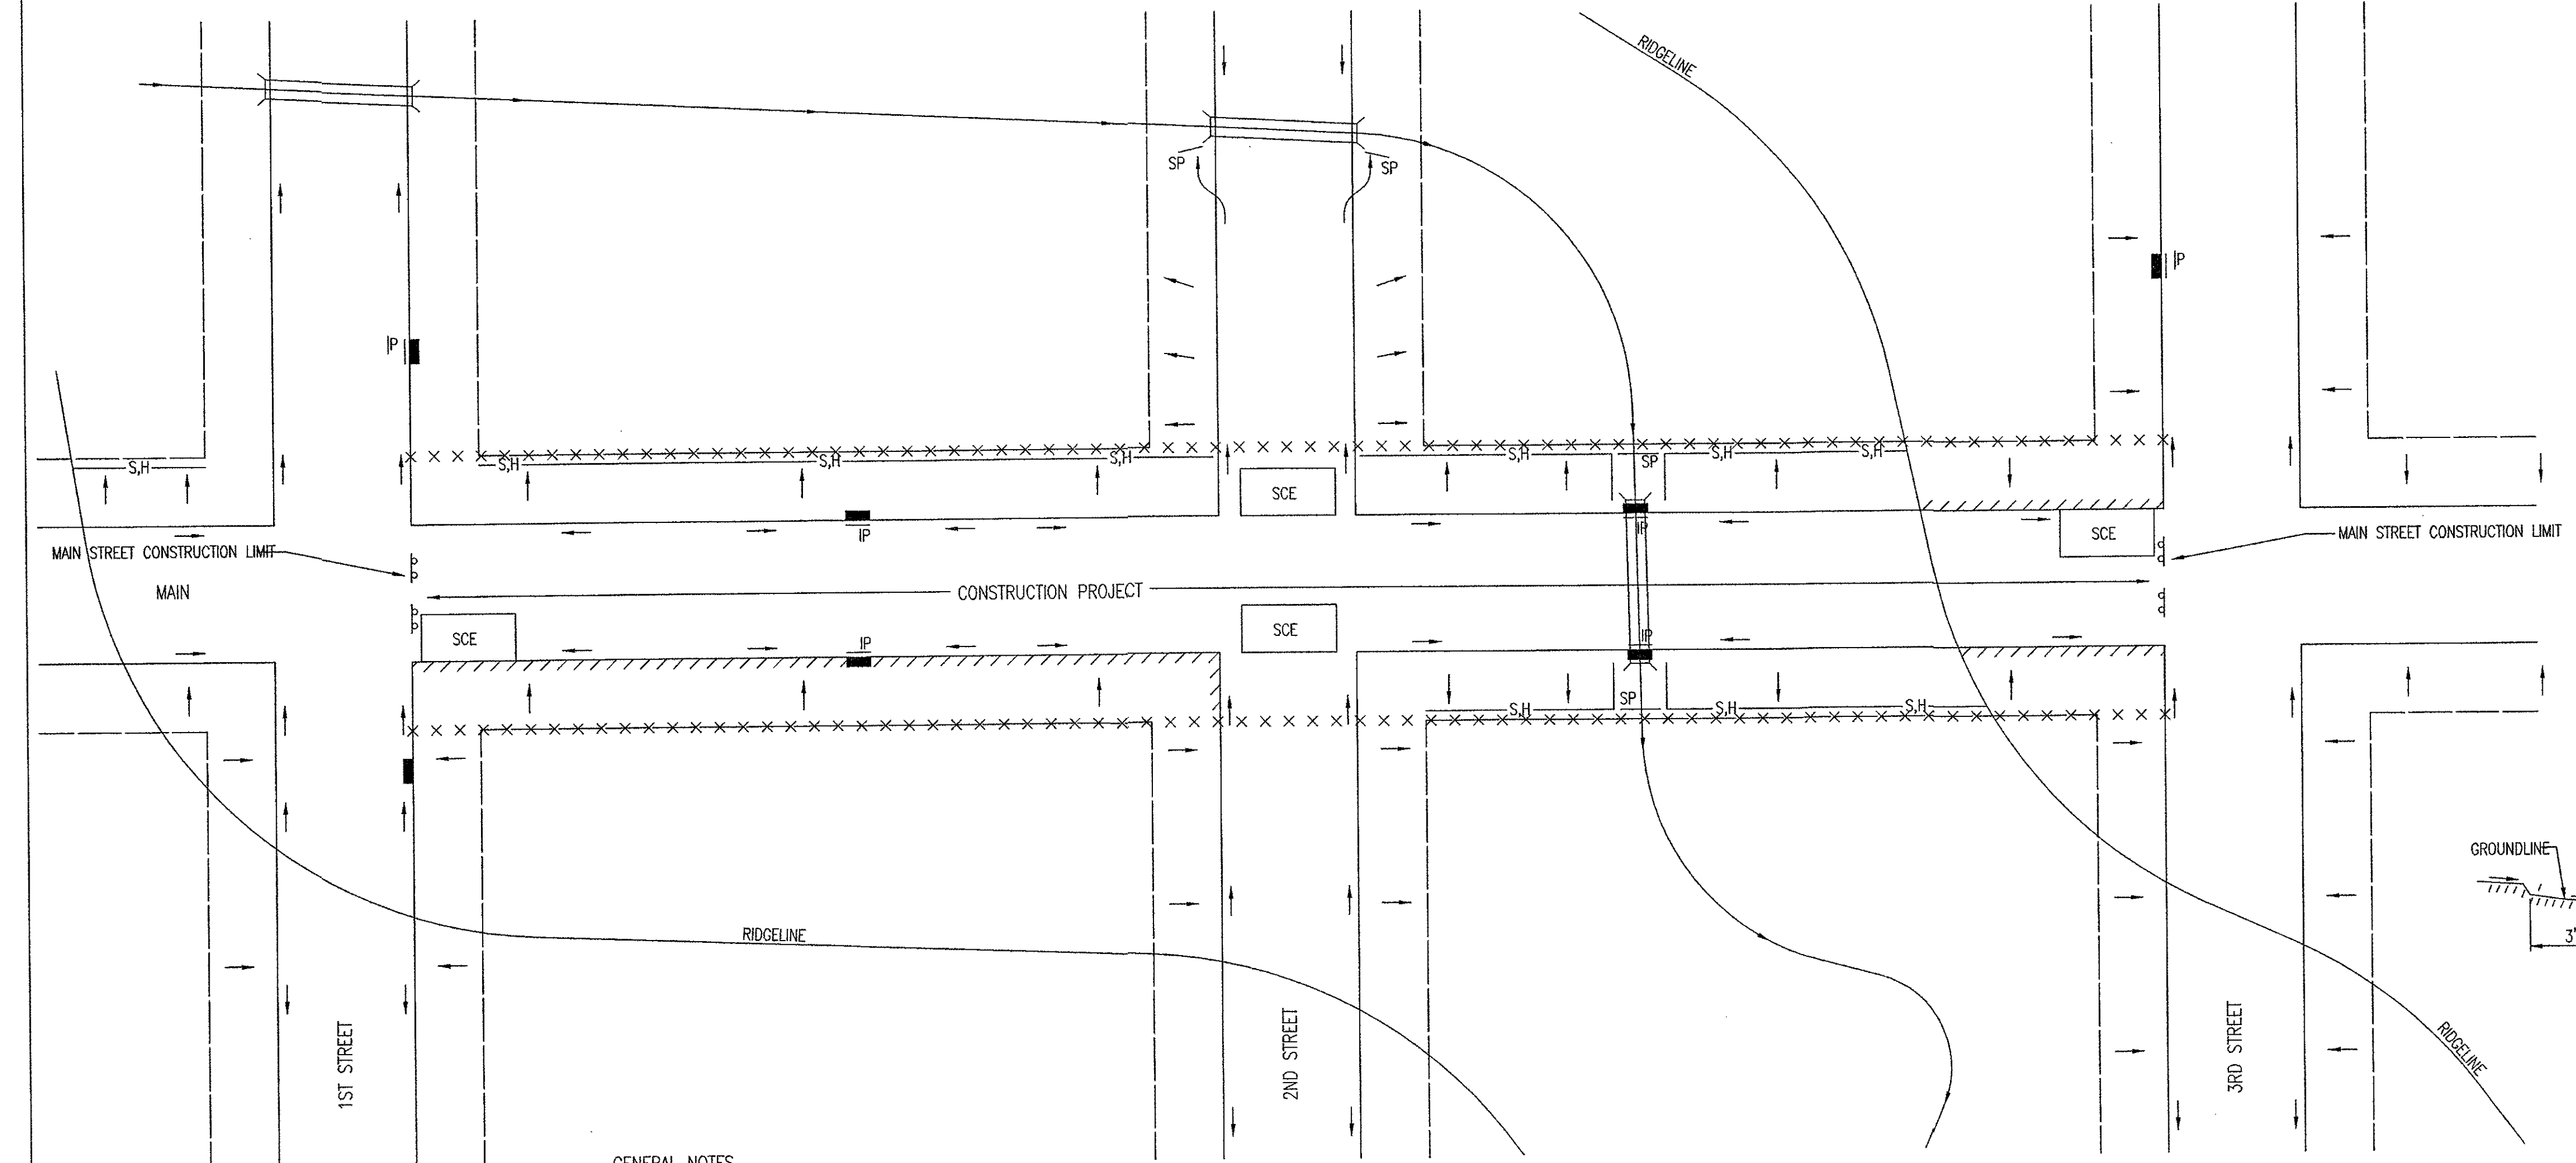 RIDGELINE
SP
SP
IP
IP
S,H
S,H
S,H
S,H
S,H
SP
S,H
S,H
SCE
IP
IP
SCE
MAIN STREET CONSTRUCTION LIMIT
MAIN STREET CONSTRUCTION LIMIT
MAIN
CONSTRUCTION PROJECT
SCE
IP
SCE
IP
SP
S,H
S,H
S,H
GROUNDLINE
3'
RIDGELINE
1ST STREET
2ND STREET
3RD STREET
RIDGELINE
GENERAL NOTES